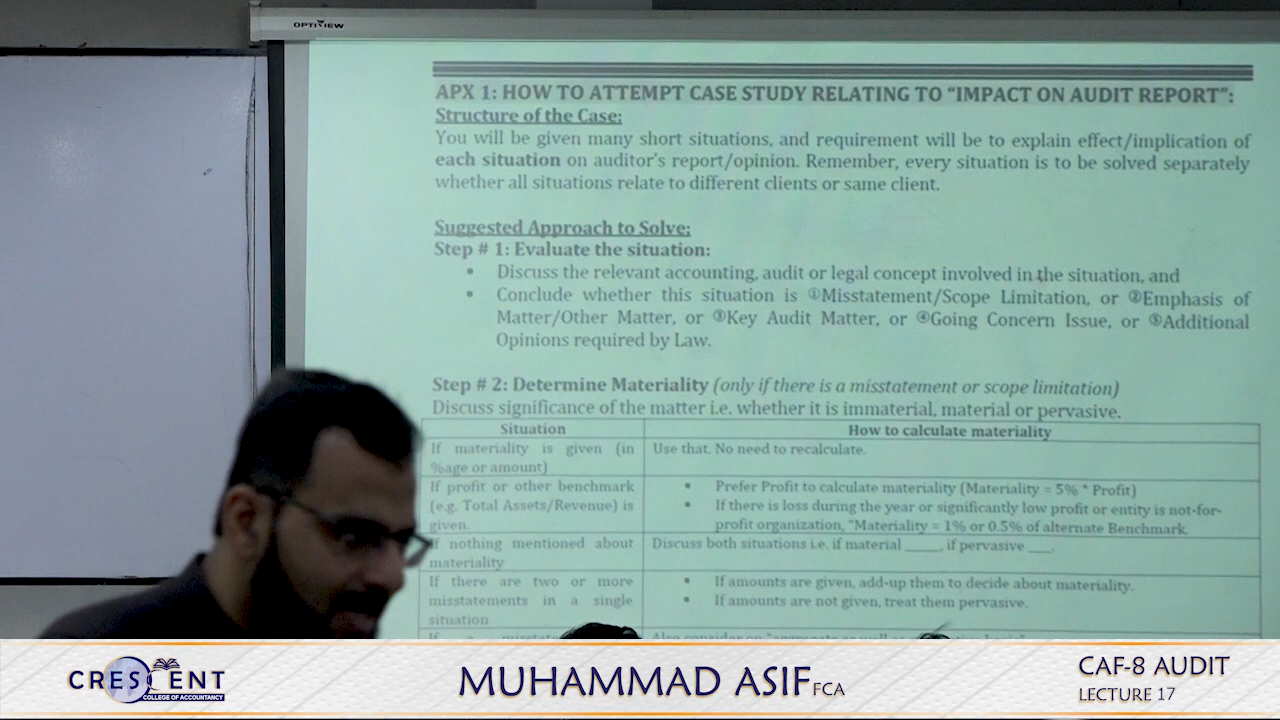 OPTIVIEW
APX 1: HOW TO ATTEMPT CASE STUDY RELATING TO “IMPACT ON AUDIT REPORT”:
Structure of the Case:
You will be given many short situations, and requirement will be to explain effect/implication of
each situation on auditor's report/opinion. Remember, every situation is to be solved separately
whether all situations relate to different clients or same client.
Suggested Approach to Solve:
Step # 1: Evaluate the situation:
• Discuss the relevant accounting, audit or legal concept involved in the situation, and
• Conclude whether this situation is ①Misstatement/Scope Limitation, or ②Emphasis of
Matter/Other Matter, or ③Key Audit Matter, or ④Going Concern Issue, or ⑤Additional
Opinions required by Law.
Step # 2: Determine Materiality (only if there is a misstatement or scope limitation)
Discuss significance of the matter i.e. whether it is immaterial, material or pervasive.
Situation
How to calculate materiality
If materiality is given (in
%age or amount)
Use that. No need to recalculate.
If profit or other benchmark
(e.g. Total Assets/Revenue) is
given.
• Prefer Profit to calculate materiality (Materiality = 5% * Profit)
• If there is loss during the year or significantly low profit or entity is not-for-
profit organization, "Materiality = 1% or 0.5% of alternate Benchmark.
If nothing mentioned about
materiality
Discuss both situations i.e. if material _____, if pervasive ___.
If there are two or more
misstatements in a single
situation
• If amounts are given, add-up them to decide about materiality.
• If amounts are not given, treat them pervasive.
If a
Also consider on "aggregate as well as
CRESCENT
COLLEGE OF ACCOUNTANCY
MUHAMMAD ASIF FCA
CAF-8 AUDIT
LECTURE 17